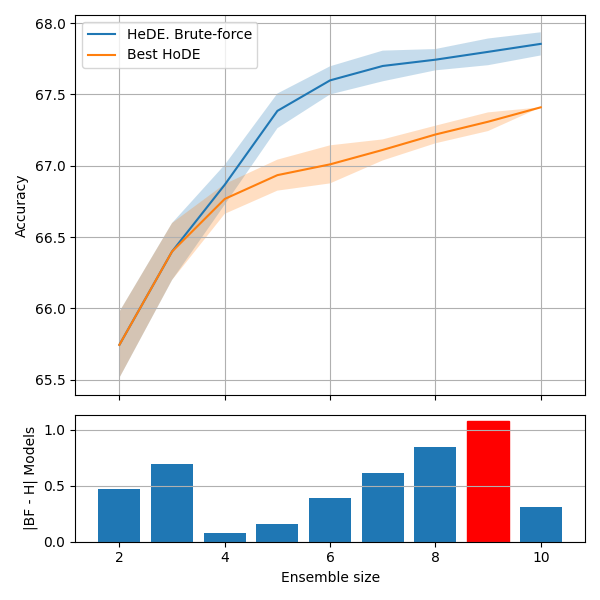 HeDE. Brute-force
Best HoDE
68.0
67.5
67.0
66.5
66.0
65.5
Accuracy
1.0
0.5
0.0
|BF - H| Models
2
4
6
8
10
Ensemble size